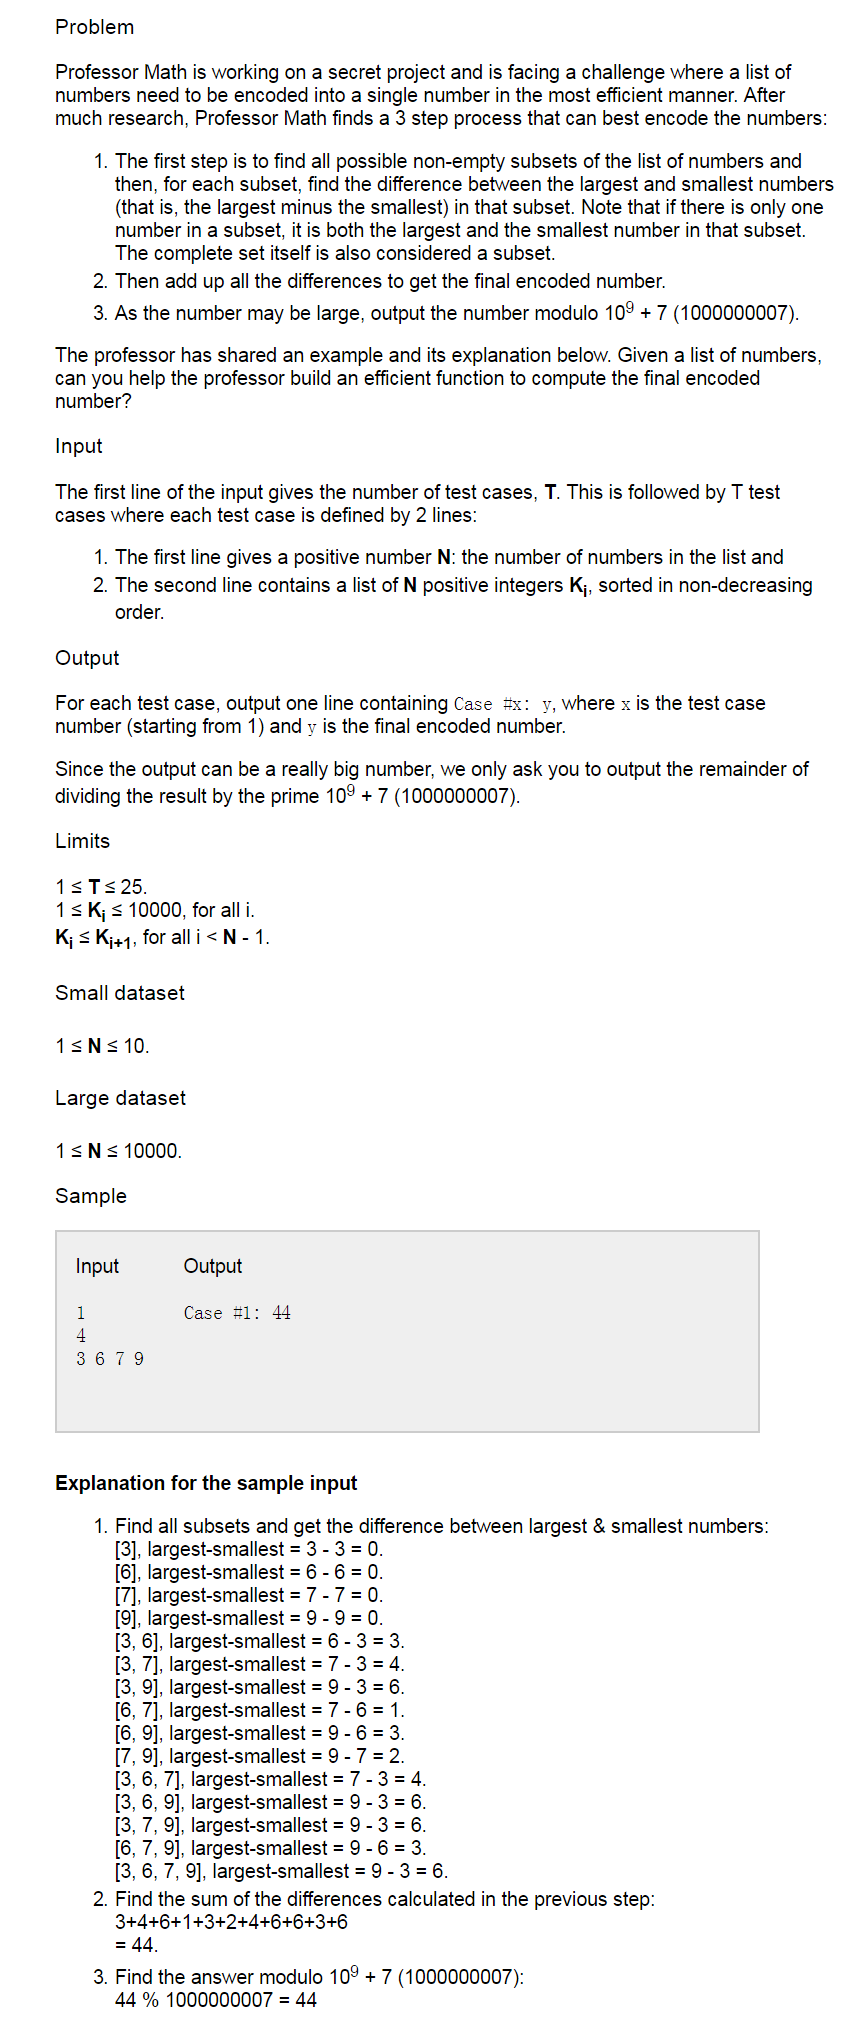 Problem
Professor Math is working on a secret project and is facing a challenge where a list of
numbers need to be encoded into a single number in the most efficient manner. After
much research, Professor Math finds a 3 step process that can best encode the numbers:
1. The first step is to find all possible non-empty subsets of the list of numbers and
then, for each subset, find the difference between the largest and smallest numbers
(that is, the largest minus the smallest) in that subset. Note that if there is only one
number in a subset, it is both the largest and the smallest number in that subset.
The complete set itself is also considered a subset.
2. Then add up all the differences to get the final encoded number.
3. As the number may be large, output the number modulo 10⁹ + 7 (1000000007).
The professor has shared an example and its explanation below. Given a list of numbers,
can you help the professor build an efficient function to compute the final encoded
number?
Input
The first line of the input gives the number of test cases, T. This is followed by T test
cases where each test case is defined by 2 lines:
1. The first line gives a positive number N: the number of numbers in the list and
2. The second line contains a list of N positive integers Kᵢ, sorted in non-decreasing
order.
Output
For each test case, output one line containing Case #x: y, where x is the test case
number (starting from 1) and y is the final encoded number.
Since the output can be a really big number, we only ask you to output the remainder of
dividing the result by the prime 10⁹ + 7 (1000000007).
Limits
1 ≤ T ≤ 25.
1 ≤ Kᵢ ≤ 10000, for all i.
Kᵢ ≤ Kᵢ₊₁, for all i < N - 1.
Small dataset
1 ≤ N ≤ 10.
Large dataset
1 ≤ N ≤ 10000.
Sample
Input Output
1 Case #1: 44
4
3 6 7 9
Explanation for the sample input
1. Find all subsets and get the difference between largest & smallest numbers:
[3], largest-smallest = 3 - 3 = 0.
[6], largest-smallest = 6 - 6 = 0.
[7], largest-smallest = 7 - 7 = 0.
[9], largest-smallest = 9 - 9 = 0.
[3, 6], largest-smallest = 6 - 3 = 3.
[3, 7], largest-smallest = 7 - 3 = 4.
[3, 9], largest-smallest = 9 - 3 = 6.
[6, 7], largest-smallest = 7 - 6 = 1.
[6, 9], largest-smallest = 9 - 6 = 3.
[7, 9], largest-smallest = 9 - 7 = 2.
[3, 6, 7], largest-smallest = 7 - 3 = 4.
[3, 6, 9], largest-smallest = 9 - 3 = 6.
[3, 7, 9], largest-smallest = 9 - 3 = 6.
[6, 7, 9], largest-smallest = 9 - 6 = 3.
[3, 6, 7, 9], largest-smallest = 9 - 3 = 6.
2. Find the sum of the differences calculated in the previous step:
3+4+6+1+3+2+4+6+6+3+6
= 44.
3. Find the answer modulo 10⁹ + 7 (1000000007):
44 % 1000000007 = 44